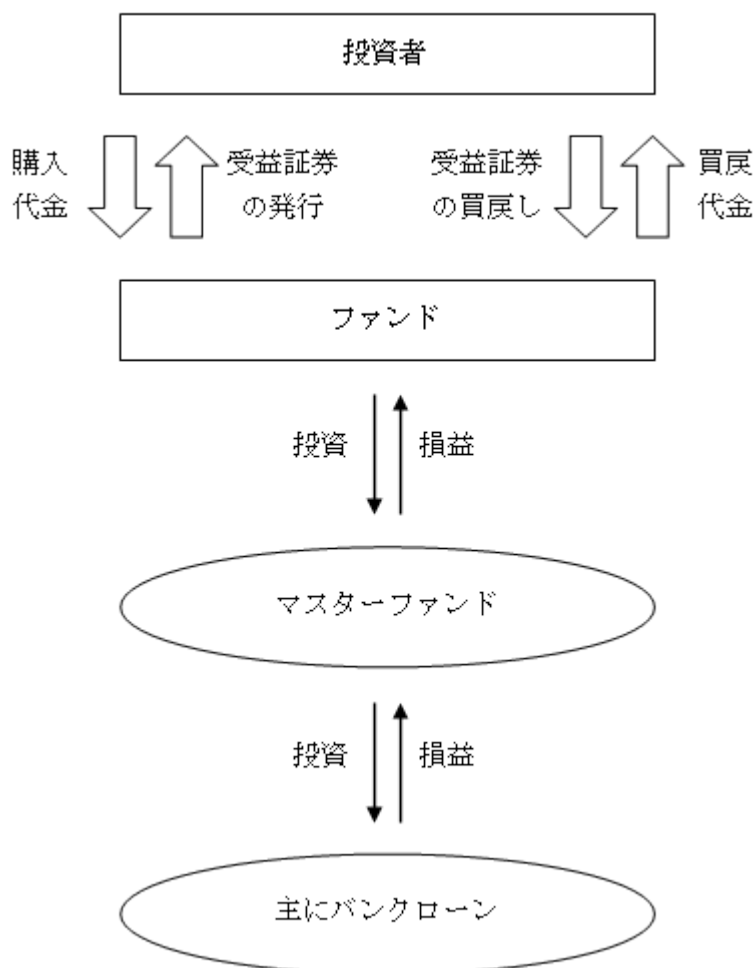 投資者
購入
代金
受益証券
の発行
受益証券
の買戻し
買戻
代金
ファンド
投資
損益
マスターファンド
投資
損益
主にバンクローン